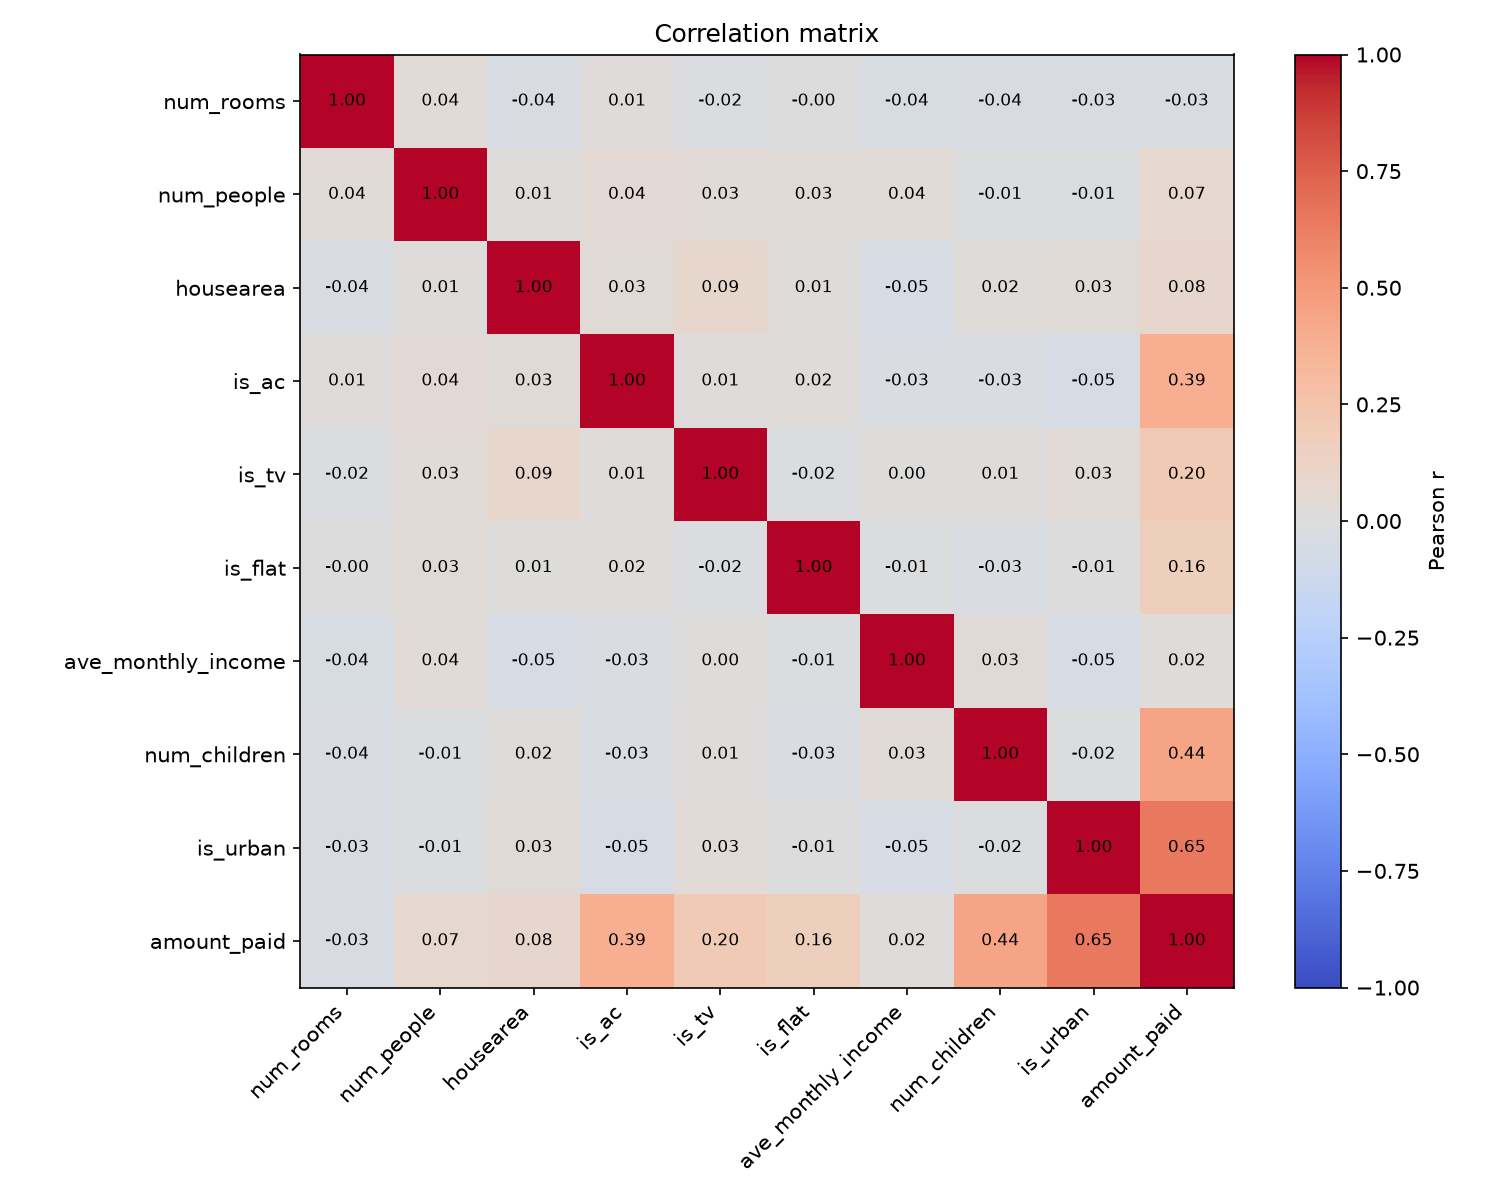 Correlation matrix
num_rooms 1.00 0.04 -0.04 0.01 -0.02 -0.00 -0.04 -0.04 -0.03 -0.03
num_people 0.04 1.00 0.01 0.04 0.03 0.03 0.04 -0.01 -0.01 0.07
housearea -0.04 0.01 1.00 0.03 0.09 0.01 -0.05 0.02 0.03 0.08
is_ac 0.01 0.04 0.03 1.00 0.01 0.02 -0.03 -0.03 -0.05 0.39
is_tv -0.02 0.03 0.09 0.01 1.00 -0.02 0.00 0.01 0.03 0.20
is_flat -0.00 0.03 0.01 0.02 -0.02 1.00 -0.01 -0.03 -0.01 0.16
ave_monthly_income -0.04 0.04 -0.05 -0.03 0.00 -0.01 1.00 0.03 -0.05 0.02
num_children -0.04 -0.01 0.02 -0.03 0.01 -0.03 0.03 1.00 -0.02 0.44
is_urban -0.03 -0.01 0.03 -0.05 0.03 -0.01 -0.05 -0.02 1.00 0.65
amount_paid -0.03 0.07 0.08 0.39 0.20 0.16 0.02 0.44 0.65 1.00
num_rooms
num_people
housearea
is_ac
is_tv
is_flat
ave_monthly_income
num_children
is_urban
amount_paid
1.00
0.75
0.50
0.25
0.00
−0.25
−0.50
−0.75
−1.00
Pearson r